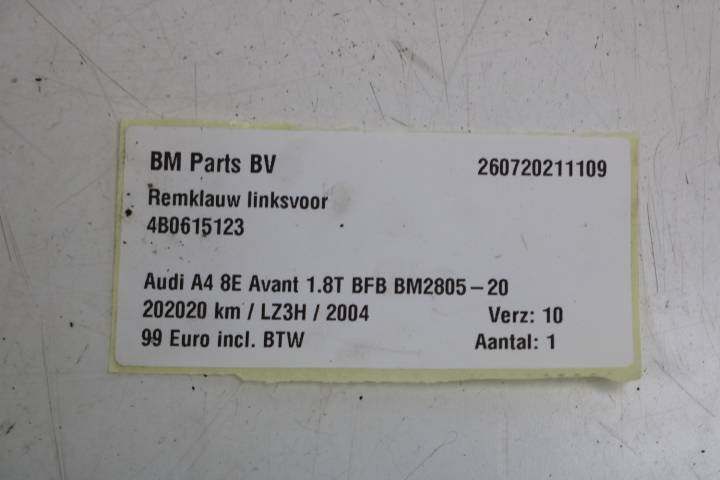 BM Parts BV 260720211109
Remklauw linksvoor
4B0615123
Audi A4 8E Avant 1.8T BFB BM2805-20
202020 km / LZ3H / 2004 Verz: 10
99 Euro incl. BTW Aantal: 1